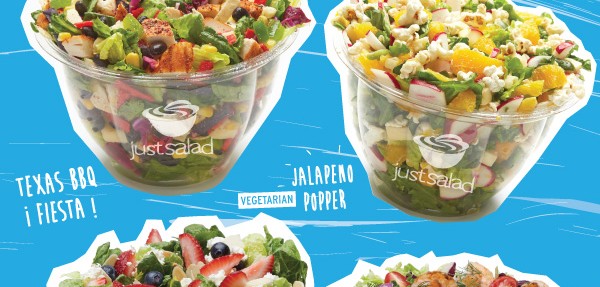 just salad
just salad
TEXAS BBQ
¡ FIESTA !
VEGETARIAN
JALAPENO
POPPER